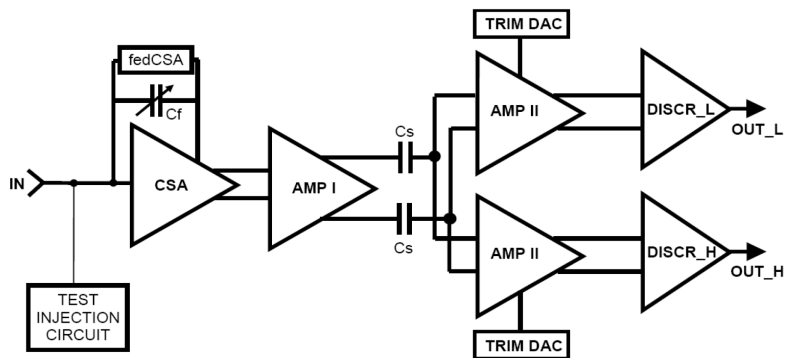 TRIM DAC
fedCSA
Cf
AMP II
DISCR_L
OUT_L
Cs
IN
CSA
AMP I
Cs
AMP II
DISCR_H
OUT_H
TEST
INJECTION
CIRCUIT
TRIM DAC